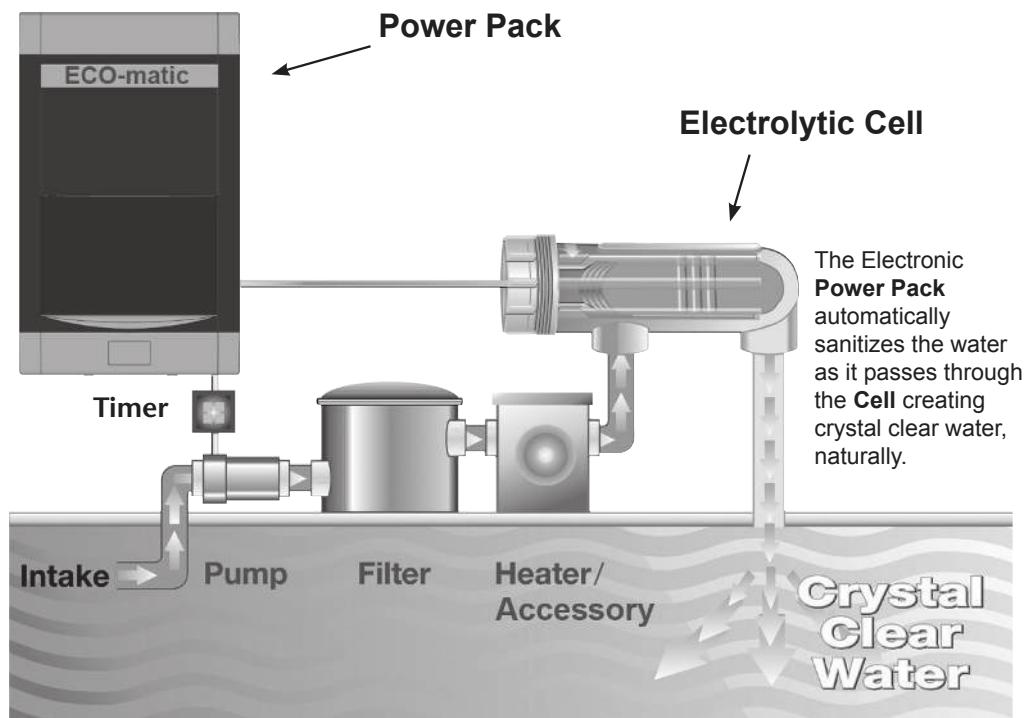 Power Pack
ECO-matic
Electrolytic Cell
The Electronic
Power Pack
automatically
sanitizes the water
as it passes through
the Cell creating
crystal clear water,
naturally.
Timer
Intake
Pump
Filter
Heater/
Accessory
Crystal
Clear
Water